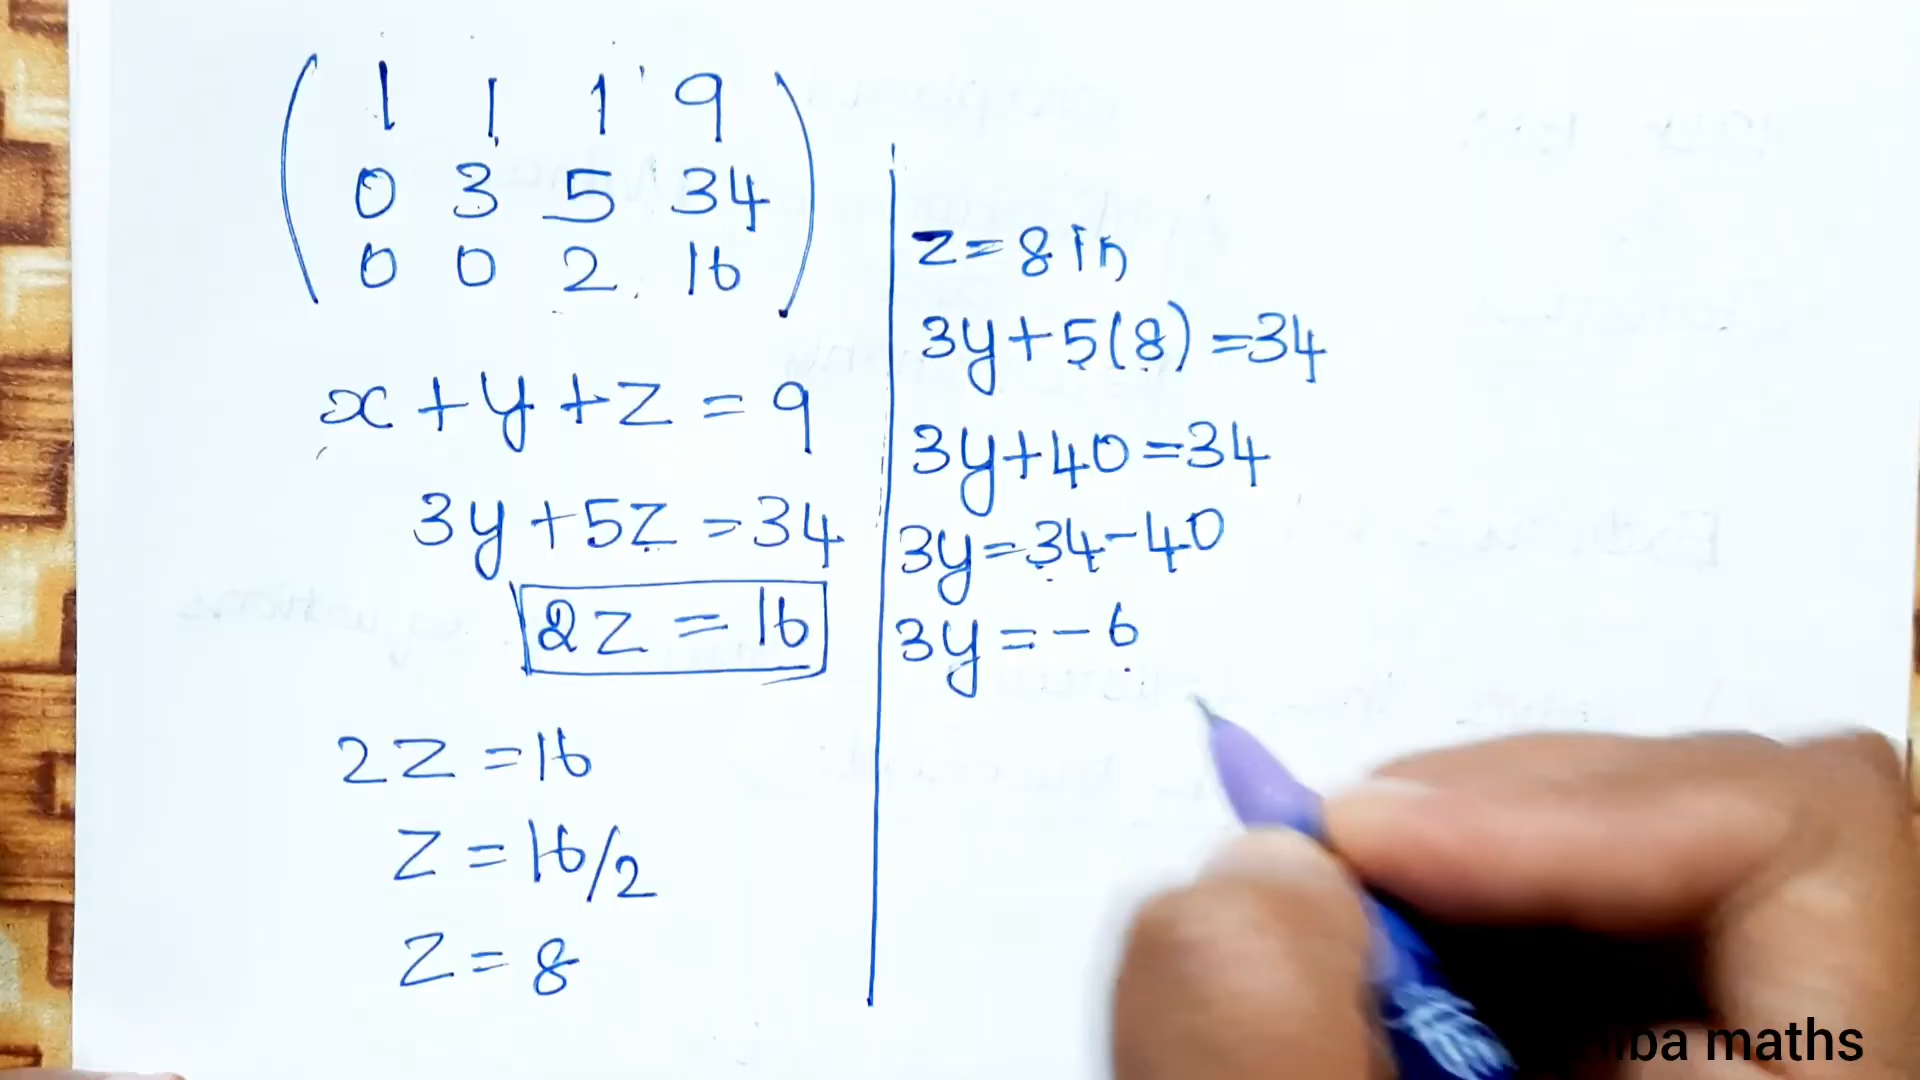 1 1 1 9
0 3 5 34
0 0 2 16
x + y + z = 9
3y + 5z = 34
2z = 16
2z = 16
z = 16/2
z = 8
z = 8 in
3y + 5(8) = 34
3y + 40 = 34
3y = 34 - 40
3y = - 6
maths